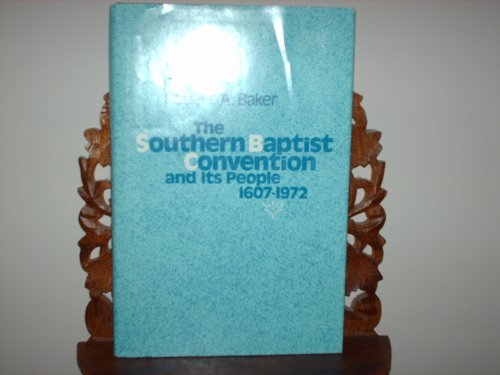 A. Baker
The
Southern Baptist
Convention
and Its People
1607-1972